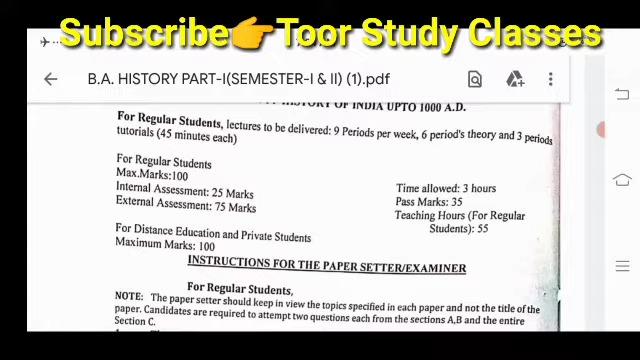 Subscribe👉Toor Study Classes
B.A. HISTORY PART-I(SEMESTER-I & II) (1).pdf
HISTORY OF INDIA UPTO 1000 A.D.
For Regular Students, lectures to be delivered: 9 Periods per week, 6 period's theory and 3 periods
tutorials (45 minutes each)
For Regular Students
Max.Marks:100
Internal Assessment: 25 Marks
External Assessment: 75 Marks
Time allowed: 3 hours
Pass Marks: 35
Teaching Hours (For Regular
Students): 55
For Distance Education and Private Students
Maximum Marks: 100
INSTRUCTIONS FOR THE PAPER SETTER/EXAMINER
For Regular Students,
NOTE: The paper setter should keep in view the topics specified in each paper and not the title of the
paper. Candidates are required to attempt two questions each from the sections A,B and the entire
Section C.